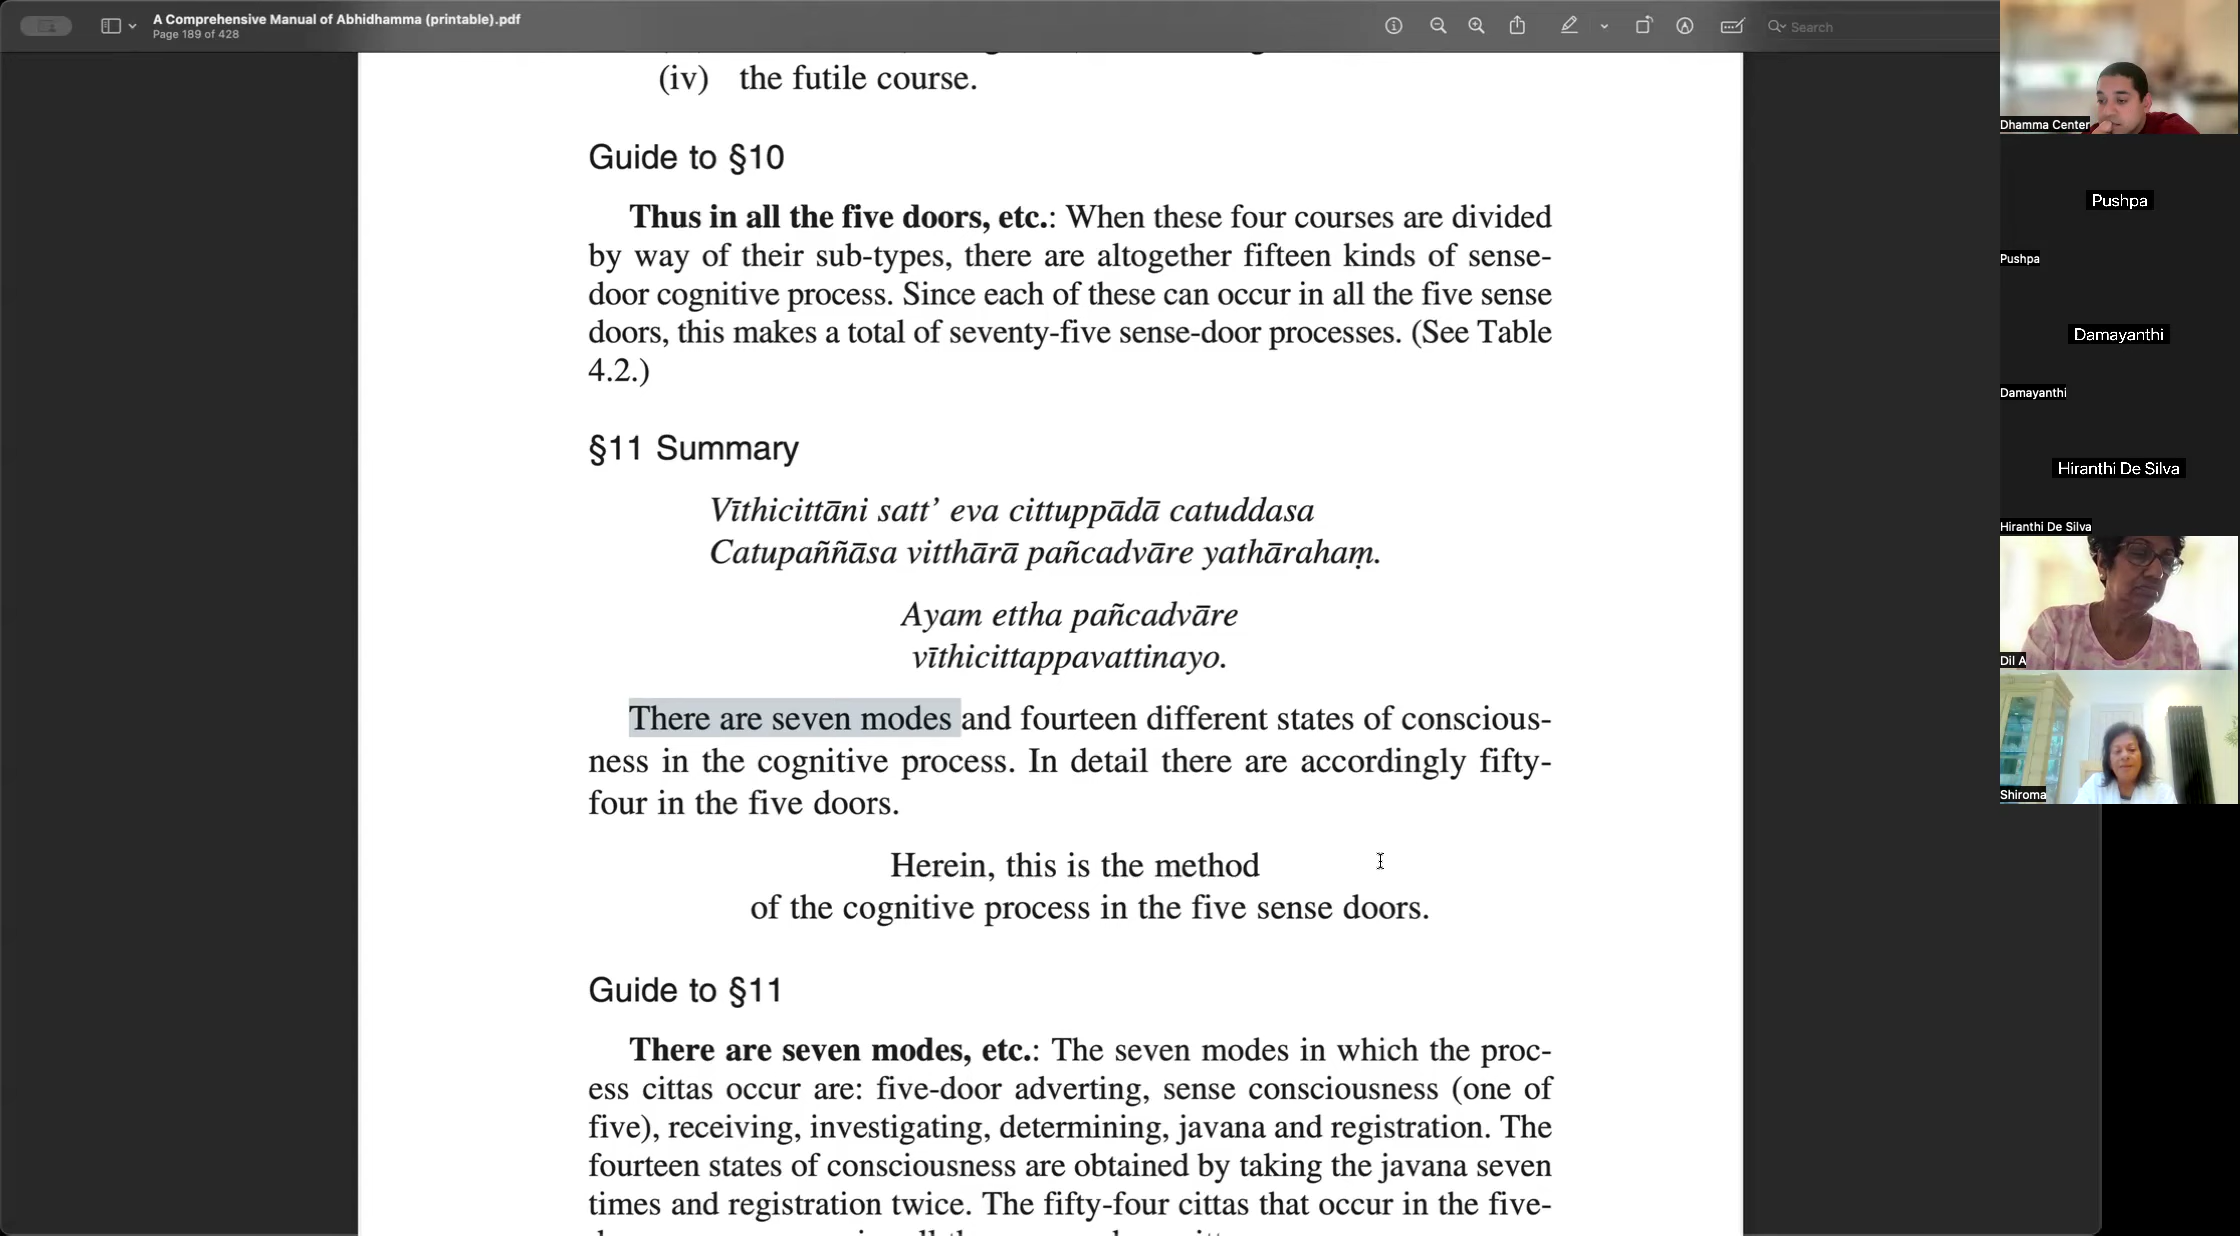 A Comprehensive Manual of Abhidhamma (printable).pdf
Page 189 of 428
Search
(iv) the futile course.
Guide to §10
Thus in all the five doors, etc.: When these four courses are divided
by way of their sub-types, there are altogether fifteen kinds of sense-
door cognitive process. Since each of these can occur in all the five sense
doors, this makes a total of seventy-five sense-door processes. (See Table
4.2.)
§11 Summary
Vīthicittāni satt’ eva cittuppādā catuddasa
Catupaññāsa vitthārā pañcadvāre yathārahaṃ.
Ayam ettha pañcadvāre
vīthicittappavattinayo.
There are seven modes and fourteen different states of conscious-
ness in the cognitive process. In detail there are accordingly fifty-
four in the five doors.
Herein, this is the method
of the cognitive process in the five sense doors.
Guide to §11
There are seven modes, etc.: The seven modes in which the proc-
ess cittas occur are: five-door adverting, sense consciousness (one of
five), receiving, investigating, determining, javana and registration. The
fourteen states of consciousness are obtained by taking the javana seven
times and registration twice. The fifty-four cittas that occur in the five-
Dhamma Center
Pushpa
Pushpa
Damayanthi
Damayanthi
Hiranthi De Silva
Hiranthi De Silva
Dil A
Shiroma